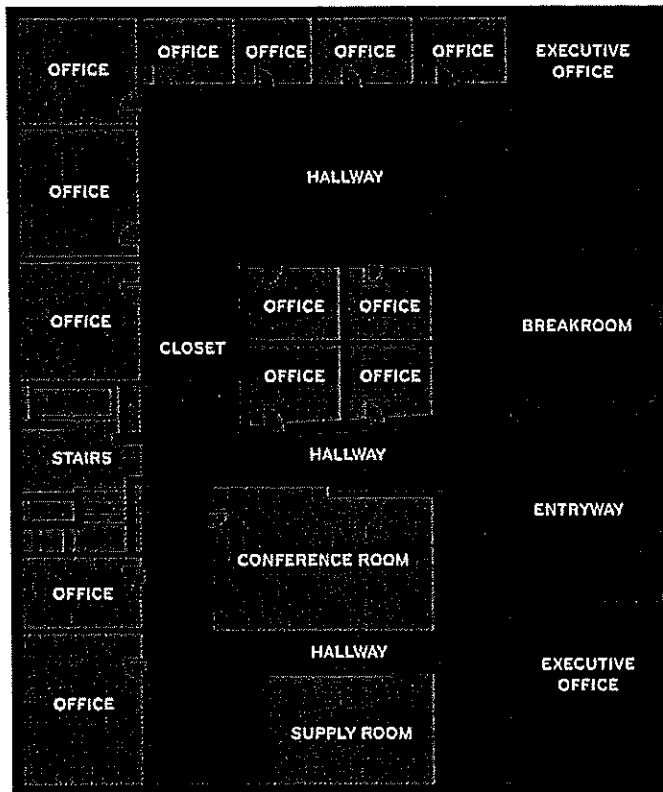 OFFICE
OFFICE
OFFICE
OFFICE
OFFICE
EXECUTIVE
OFFICE
OFFICE
HALLWAY
OFFICE
OFFICE
OFFICE
BREAKROOM
CLOSET
OFFICE
OFFICE
STAIRS
HALLWAY
ENTRYWAY
CONFERENCE ROOM
OFFICE
HALLWAY
EXECUTIVE
OFFICE
OFFICE
SUPPLY ROOM